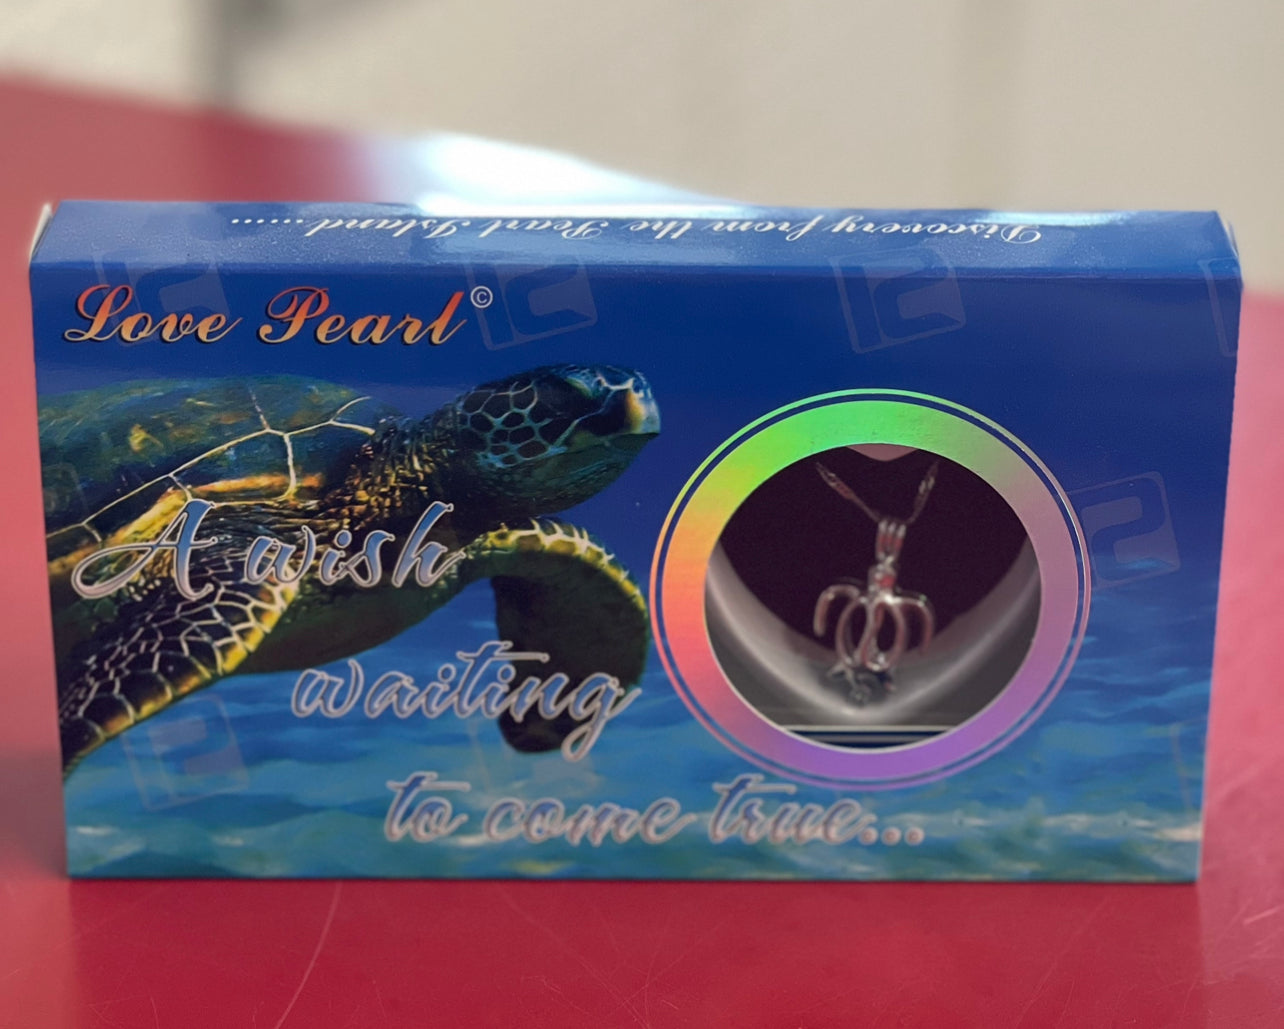 Discovery from the Pearl Island......
Love Pearl©
A wish
waiting
to come true...